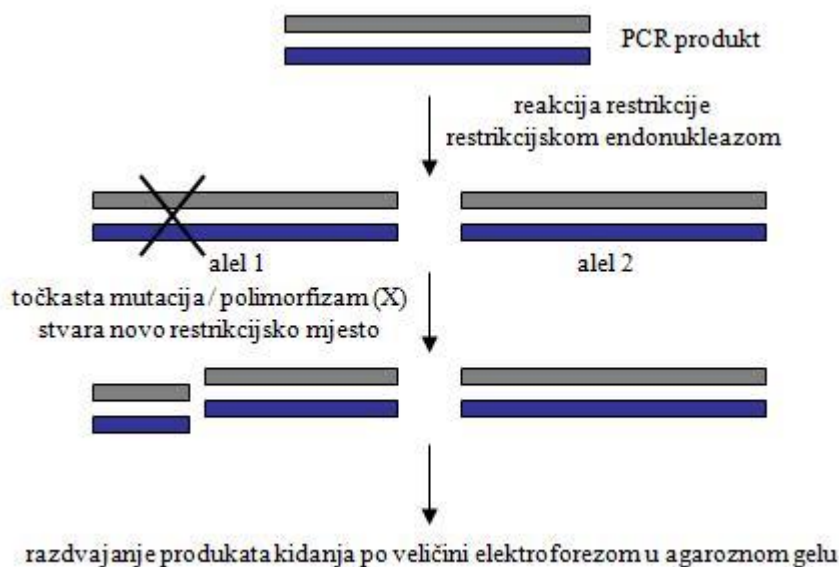 PCR produkt
reakcija restrikcije
restrikcijskom endonukleazom
alel 1
alel 2
točkasta mutacija / polimorfizam (X)
stvara novo restrikcijsko mjesto
razdvajanje produkata kidanja po veličini elektroforezom u agaroznom gelu